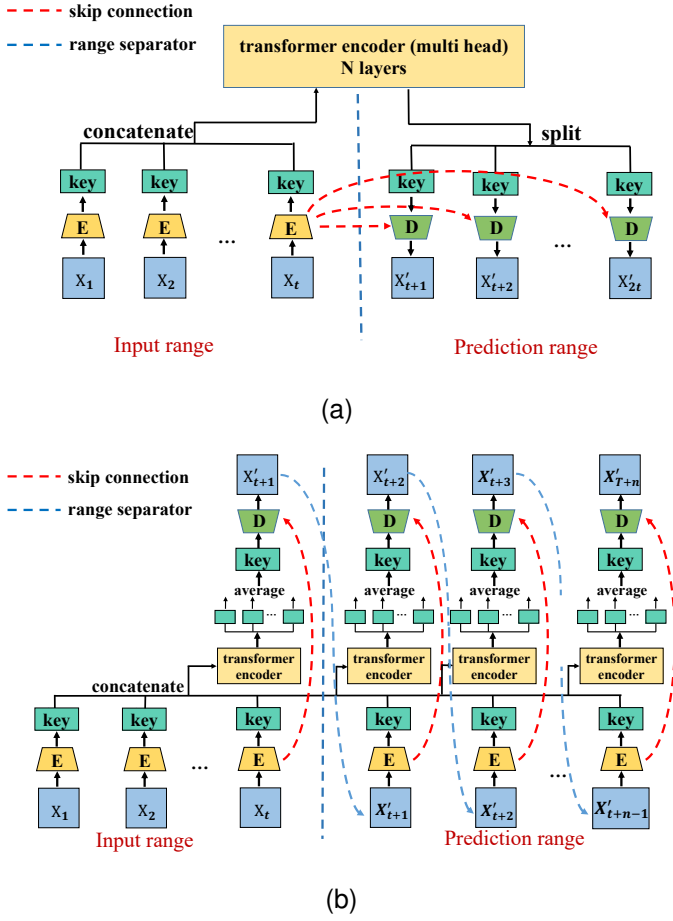 skip connection
range separator
transformer encoder (multi head)
N layers
concatenate
split
key key key key key key
E E ... E D D ... D
X₁ X₂ Xₜ X′ₜ₊₁ X′ₜ₊₂ X′₂ₜ
Input range Prediction range
(a)
skip connection
range separator
X′ₜ₊₁ X′ₜ₊₂ X′ₜ₊₃ X′_T₊ₙ
D D D D
key key key key
average average average average
... ... ... ...
transformer encoder transformer encoder transformer encoder transformer encoder
concatenate
key key key key key key
E E ... E E E ... E
X₁ X₂ Xₜ X′ₜ₊₁ X′ₜ₊₂ X′ₜ₊ₙ₋₁
Input range Prediction range
(b)